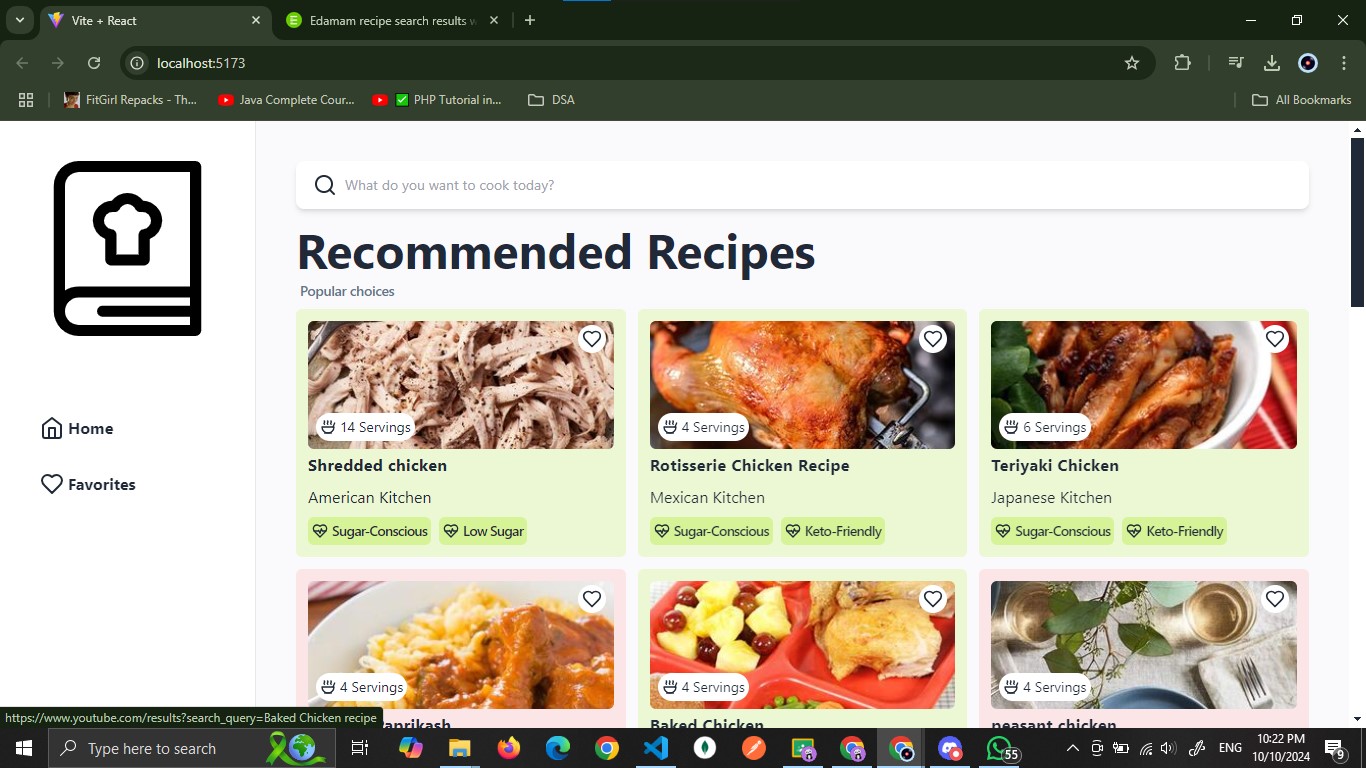 Vite + React
Edamam recipe search results w
localhost:5173
FitGirl Repacks - Th...
Java Complete Cour...
PHP Tutorial in...
DSA
All Bookmarks
What do you want to cook today?
Recommended Recipes
Popular choices
Home
Favorites
14 Servings
4 Servings
6 Servings
Shredded chicken
Rotisserie Chicken Recipe
Teriyaki Chicken
American Kitchen
Mexican Kitchen
Japanese Kitchen
Sugar-Conscious
Low Sugar
Sugar-Conscious
Keto-Friendly
Sugar-Conscious
Keto-Friendly
4 Servings
4 Servings
4 Servings
aprikash
Baked Chicken
peasant chicken
https://www.youtube.com/results?search_query=Baked Chicken recipe
Type here to search
55
ENG
10:22 PM
10/10/2024
9